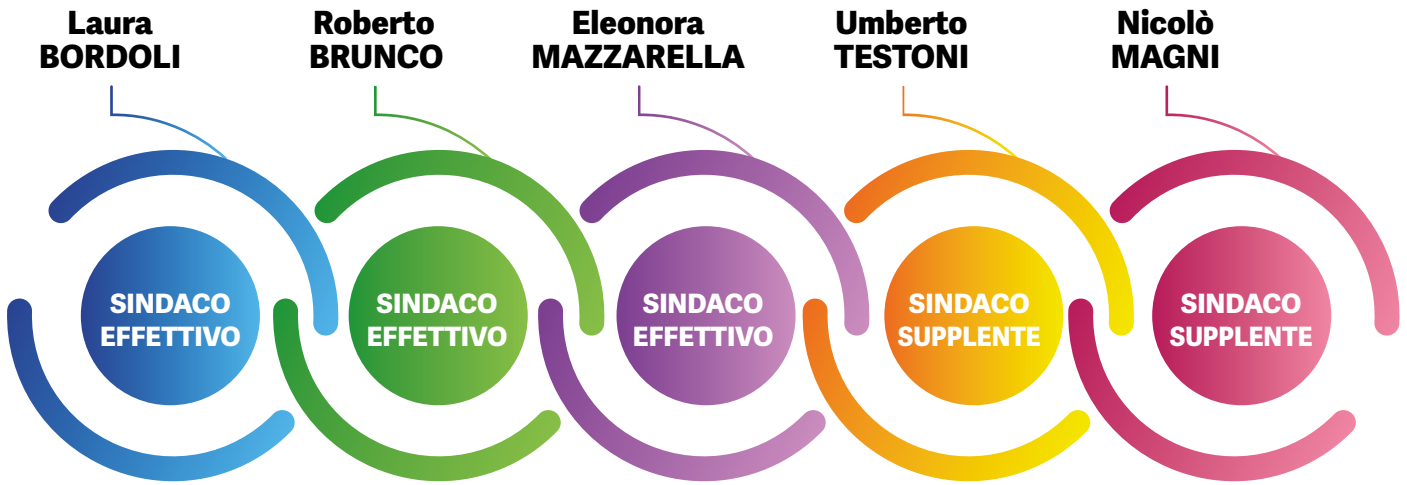 Laura
BORDOLI
Roberto
BRUNCO
Eleonora
MAZZARELLA
Umberto
TESTONI
Nicolò
MAGNI
SINDACO
EFFETTIVO
SINDACO
EFFETTIVO
SINDACO
EFFETTIVO
SINDACO
SUPPLENTE
SINDACO
SUPPLENTE